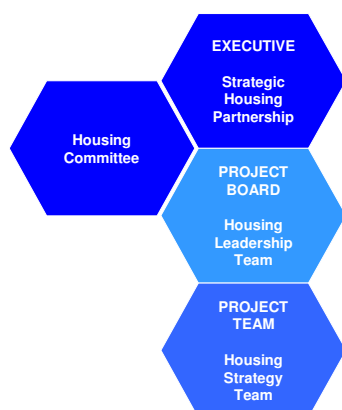 EXECUTIVE
Strategic
Housing
Partnership
Housing
Committee
PROJECT
BOARD
Housing
Leadership
Team
PROJECT
TEAM
Housing
Strategy
Team